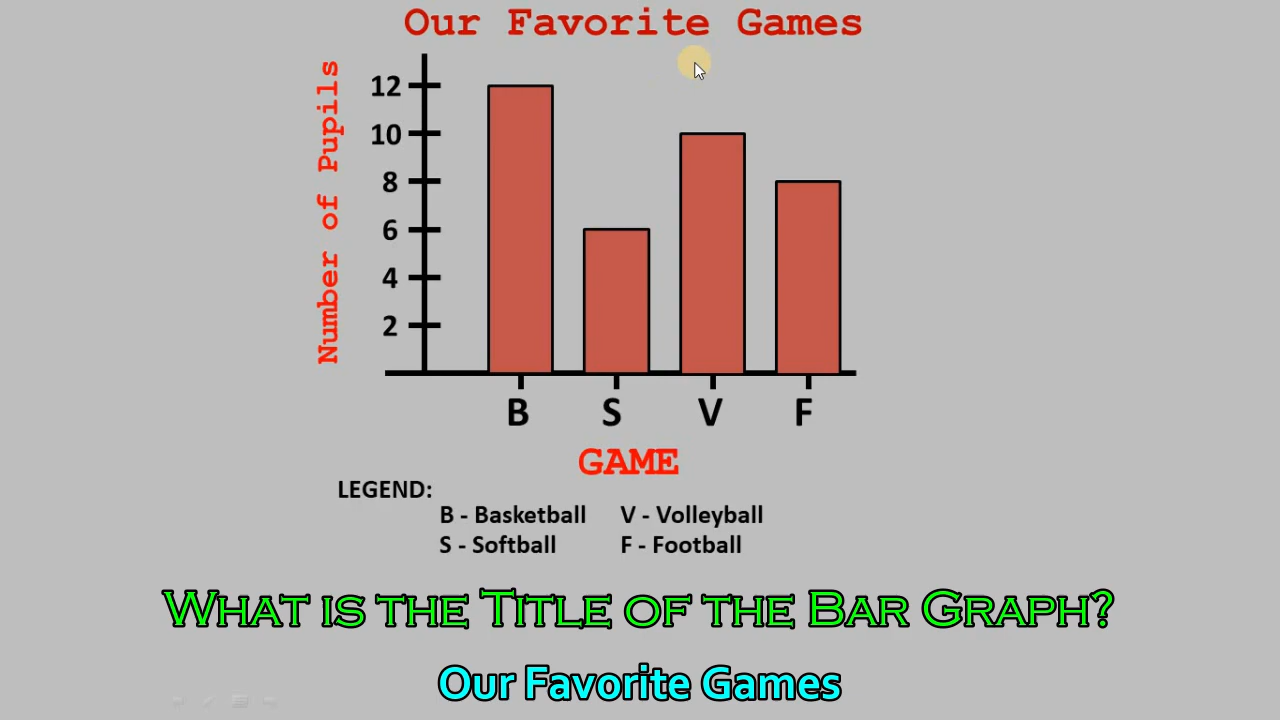 Our Favorite Games
Number of Pupils
12
10
8
6
4
2
B S V F
GAME
LEGEND:
B - Basketball V - Volleyball
S - Softball F - Football
What is the Title of the Bar Graph?
Our Favorite Games